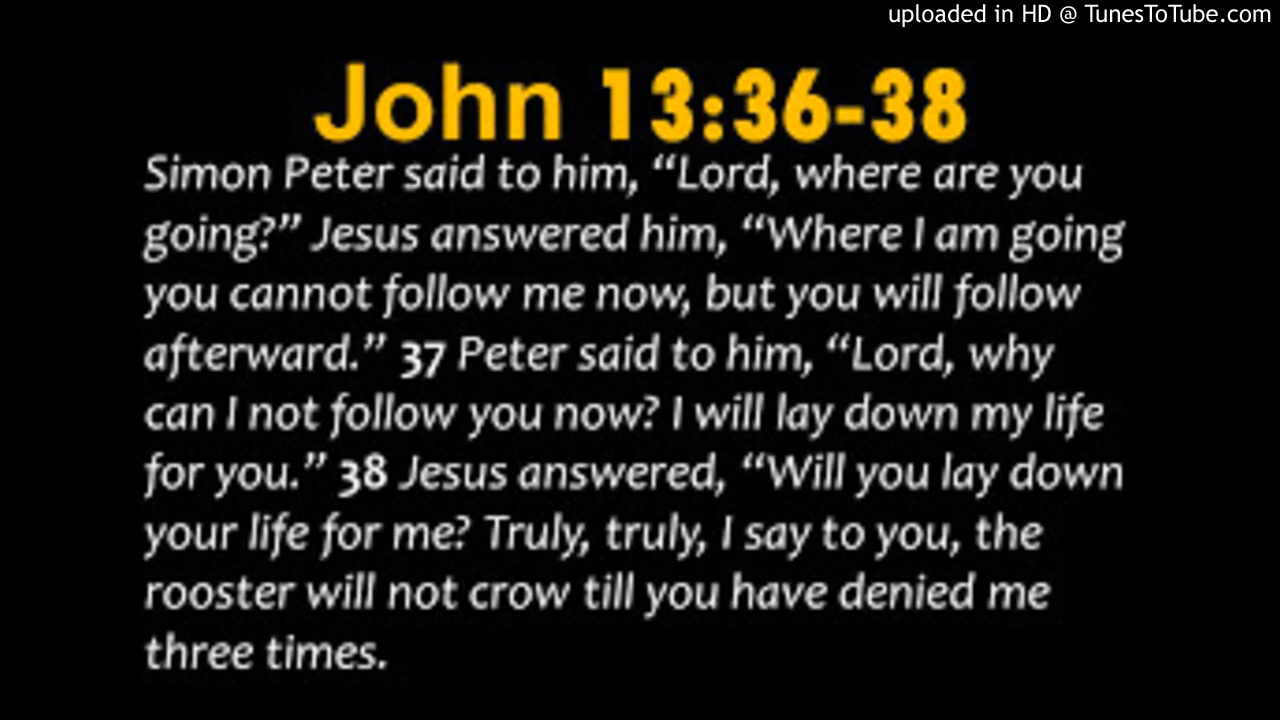 uploaded in HD @ TunesToTube.com
John 13:36-38
Simon Peter said to him, “Lord, where are you
going?” Jesus answered him, “Where I am going
you cannot follow me now, but you will follow
afterward.” 37 Peter said to him, “Lord, why
can I not follow you now? I will lay down my life
for you.” 38 Jesus answered, “Will you lay down
your life for me? Truly, truly, I say to you, the
rooster will not crow till you have denied me
three times.